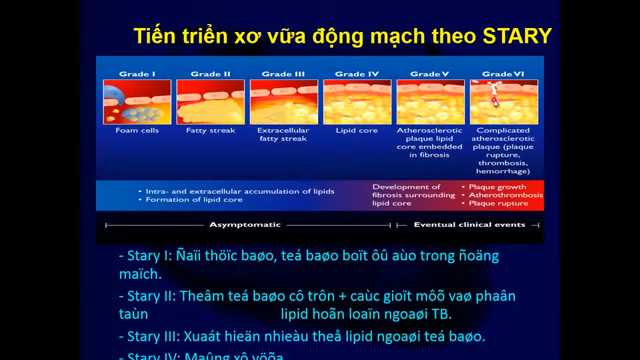 Tiến triển xơ vữa động mạch theo STARY
Grade I
Grade II
Grade III
Grade IV
Grade V
Grade VI
Foam cells
Fatty streak
Extracellular
fatty streak
Lipid core
Atherosclerotic
plaque lipid
core embedded
in fibrosis
Complicated
atherosclerotic
plaque (plaque
rupture,
thrombosis,
hemorrhage)
• Intra- and extracellular accumulation of lipids
• Formation of lipid core
Development of
fibrosis surrounding
lipid core
• Plaque growth
• Atherothrombosis
• Plaque rupture
Asymptomatic
Eventual clinical events
- Stary I: Ñaïi thöïc baøo, teá baøo boït ôû aùo trong ñoäng
maïch.
- Stary II: Theâm teá baøo cô trôn + caùc gioït môõ vaø phaân
taùn lipid hoãn loaïn ngoaøi TB.
- Stary III: Xuaát hieän nhieàu theå lipid ngoaøi teá baøo.
- Stary IV: Maûng xô vöõa